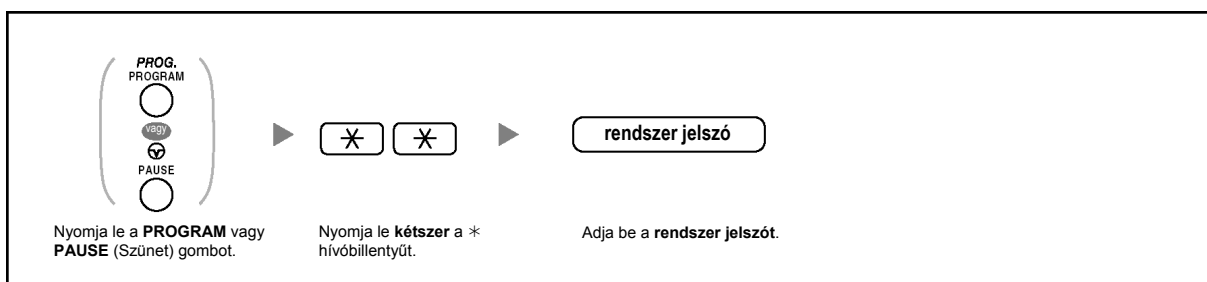 PROG.
PROGRAM
vagy
PAUSE
rendszer jelszó
Nyomja le a PROGRAM vagy
PAUSE (Szünet) gombot.
Nyomja le kétszer a ✳
hívóbillentyűt.
Adja be a rendszer jelszót.